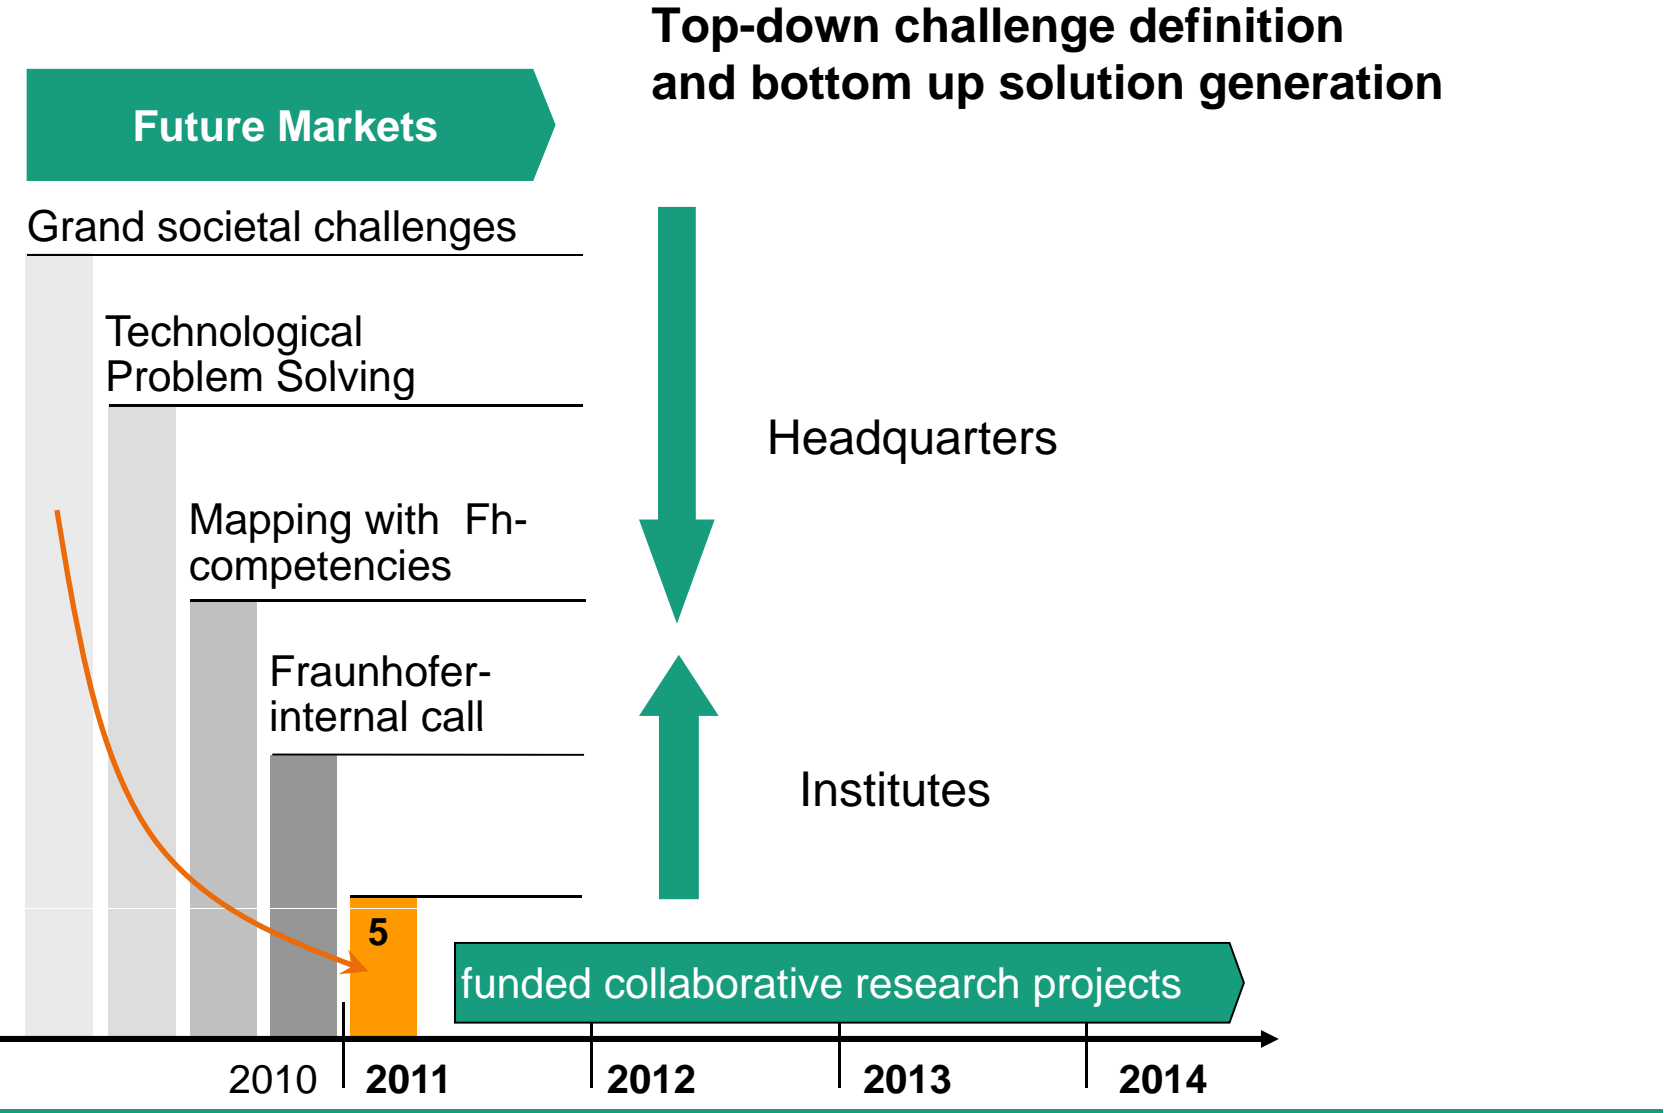 Top-down challenge definition
and bottom up solution generation
Future Markets
Grand societal challenges
Technological
Problem Solving
Headquarters
Mapping with  Fh-
competencies
Fraunhofer-
internal call
Institutes
5
funded collaborative research projects
2010 2011 2012 2013 2014